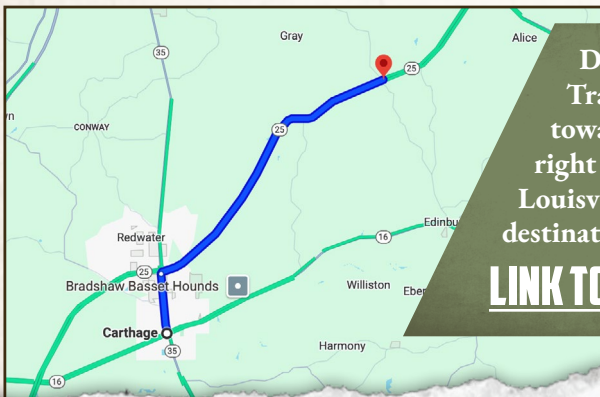 Gray
Alice
35
25
CONWAY
25
Redwater
16
25
Bradshaw Basset Hounds
Williston
Carthage
35
Harmony
16
D
Tra
towa
right
Louisv
destinat
LINK TO
Edinbu
Eber
n